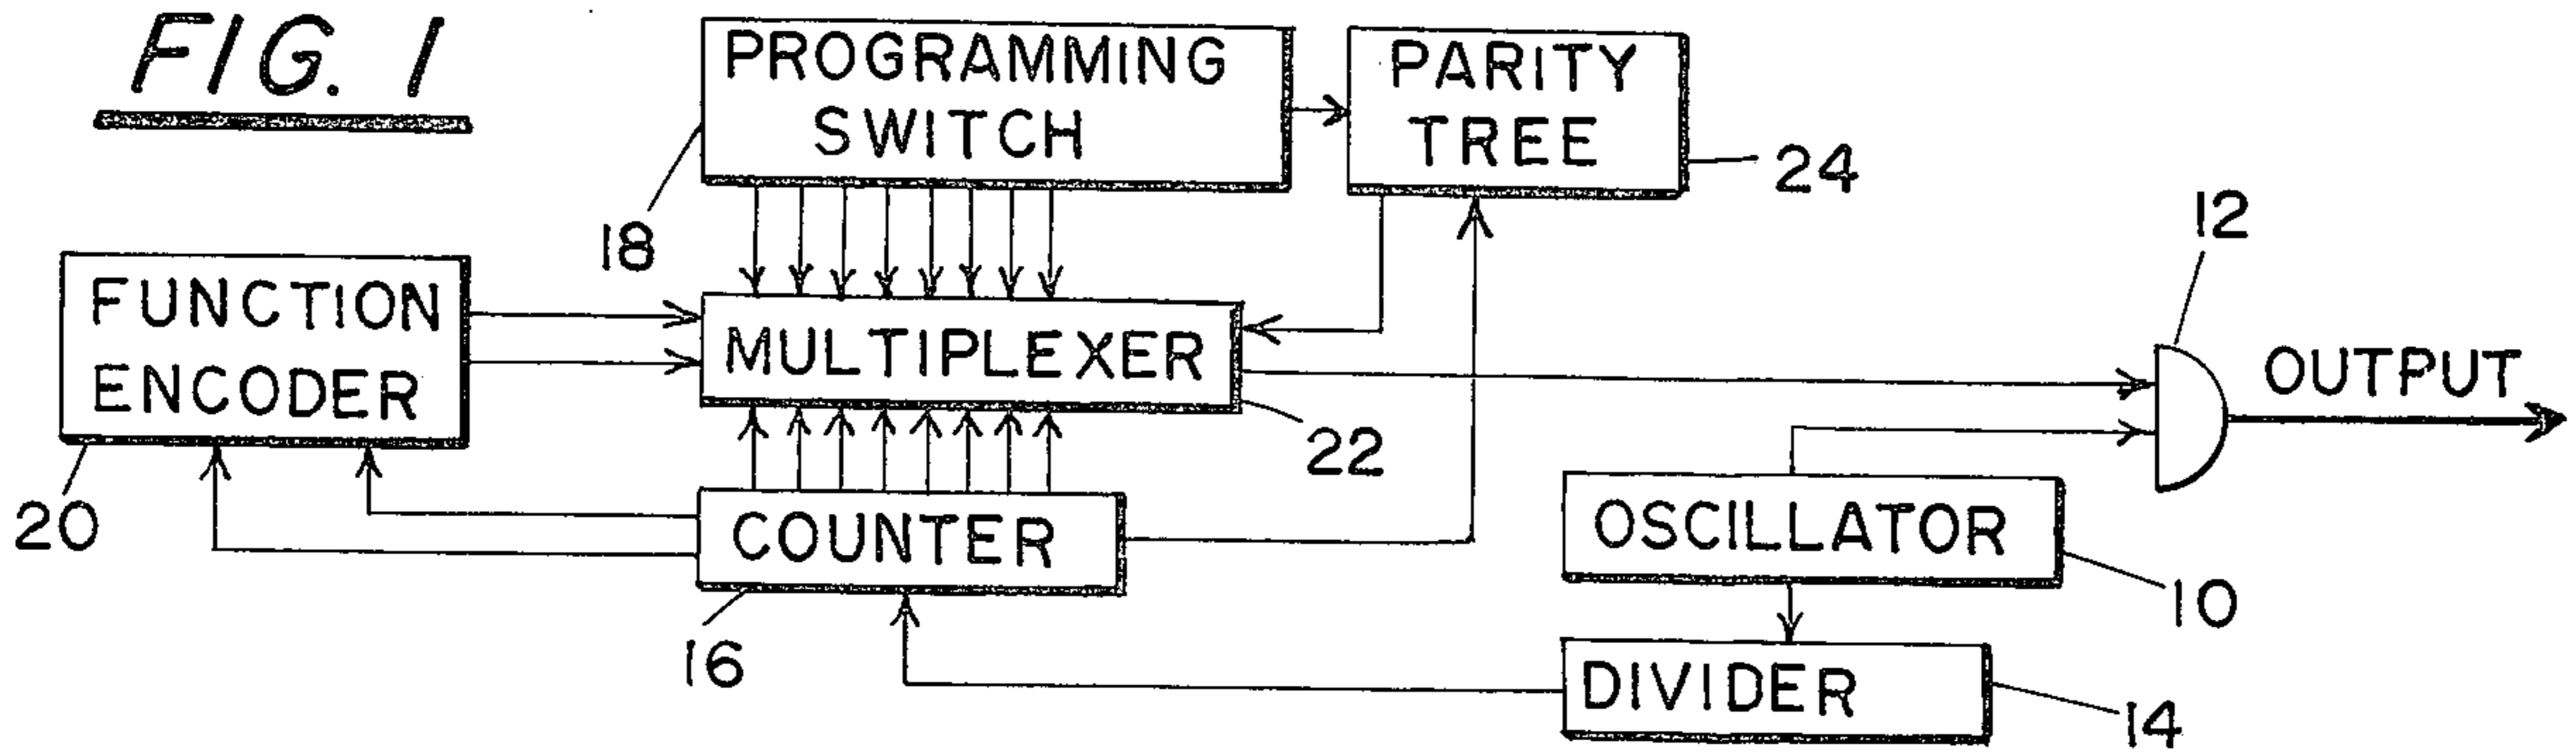 FIG. 1
PROGRAMMING
SWITCH
PARITY
TREE
24
18
12
FUNCTION
ENCODER
MULTIPLEXER
OUTPUT
22
20
COUNTER
OSCILLATOR
10
16
DIVIDER
14